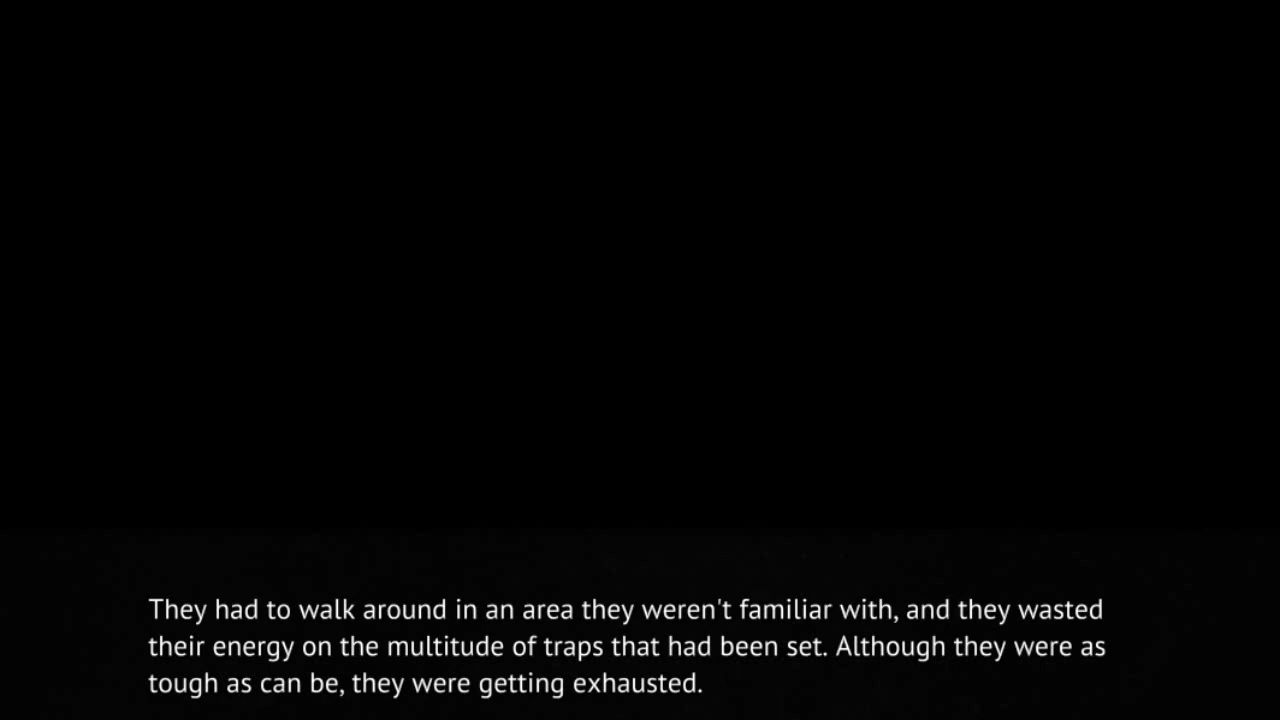 They had to walk around in an area they weren't familiar with, and they wasted
their energy on the multitude of traps that had been set. Although they were as
tough as can be, they were getting exhausted.